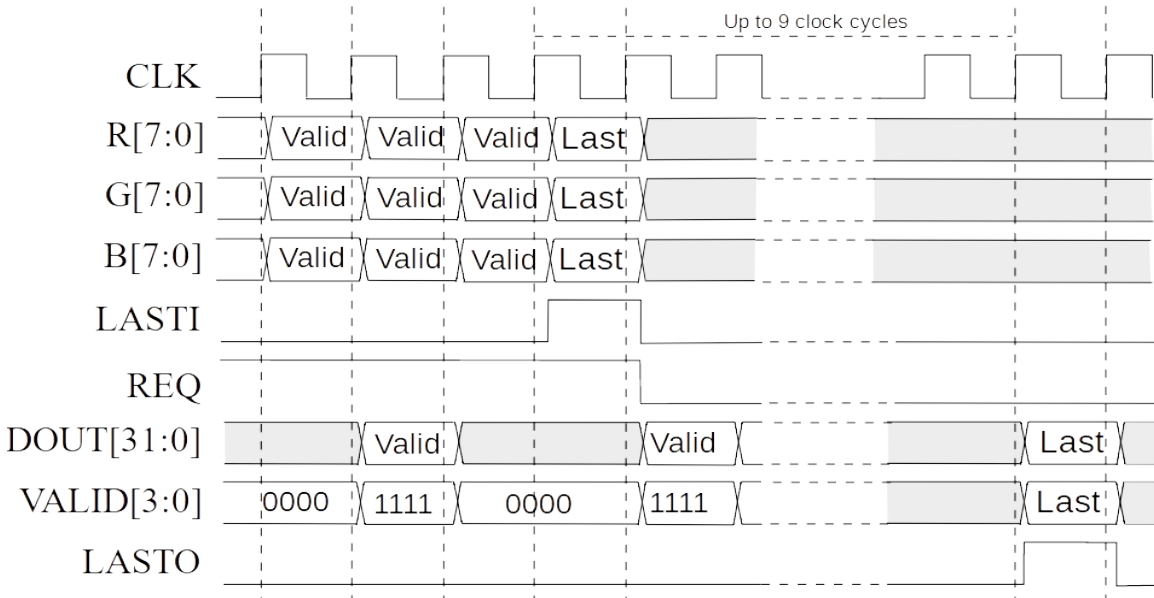 Up to 9 clock cycles
CLK
R[7:0] Valid Valid Valid Last
G[7:0] Valid Valid Valid Last
B[7:0] Valid Valid Valid Last
LASTI
REQ
DOUT[31:0] Valid Valid Last
VALID[3:0] 0000 1111 0000 1111 Last
LASTO